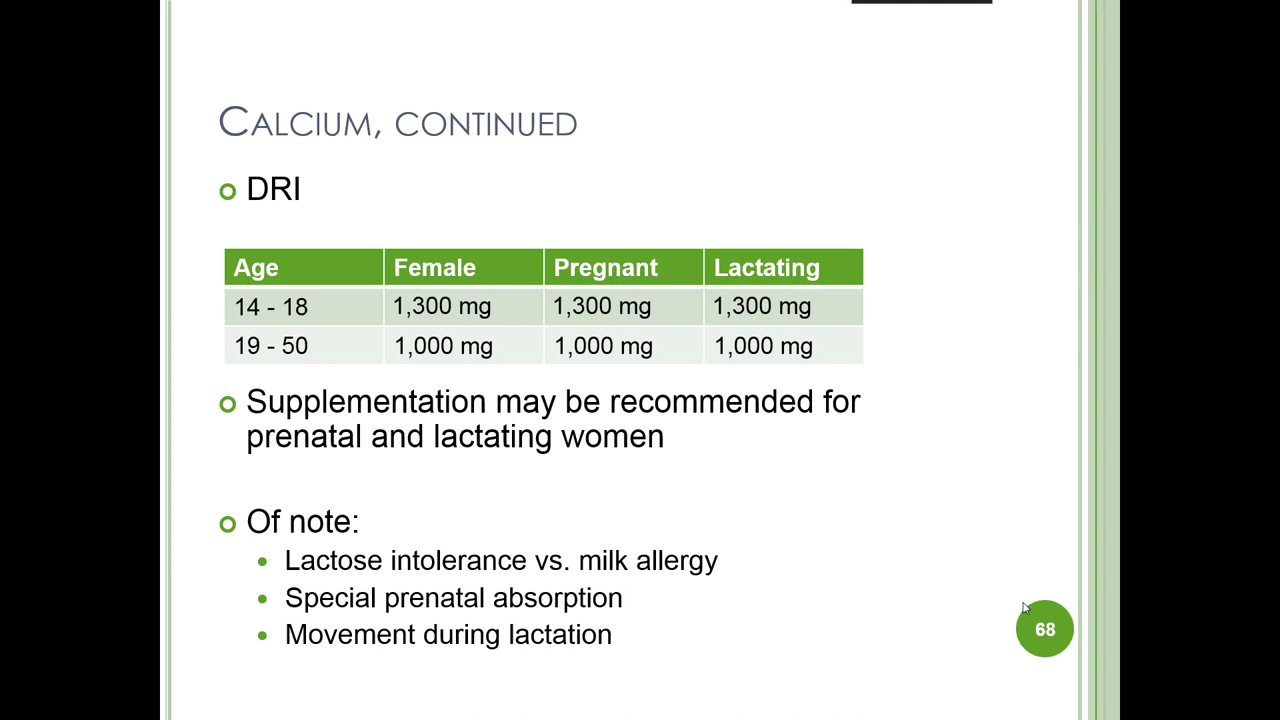 CALCIUM, CONTINUED
DRI
Age Female Pregnant Lactating
14 - 18 1,300 mg 1,300 mg 1,300 mg
19 - 50 1,000 mg 1,000 mg 1,000 mg
Supplementation may be recommended for
prenatal and lactating women
Of note:
Lactose intolerance vs. milk allergy
Special prenatal absorption
Movement during lactation
68